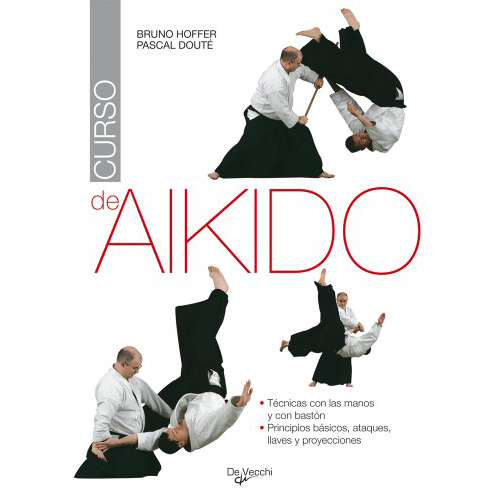 BRUNO HOFFER
PASCAL DOUTÉ
CURSO
de AIKIDO
• Técnicas con las manos
y con bastón
• Principios básicos, ataques,
llaves y proyecciones
De Vecchi